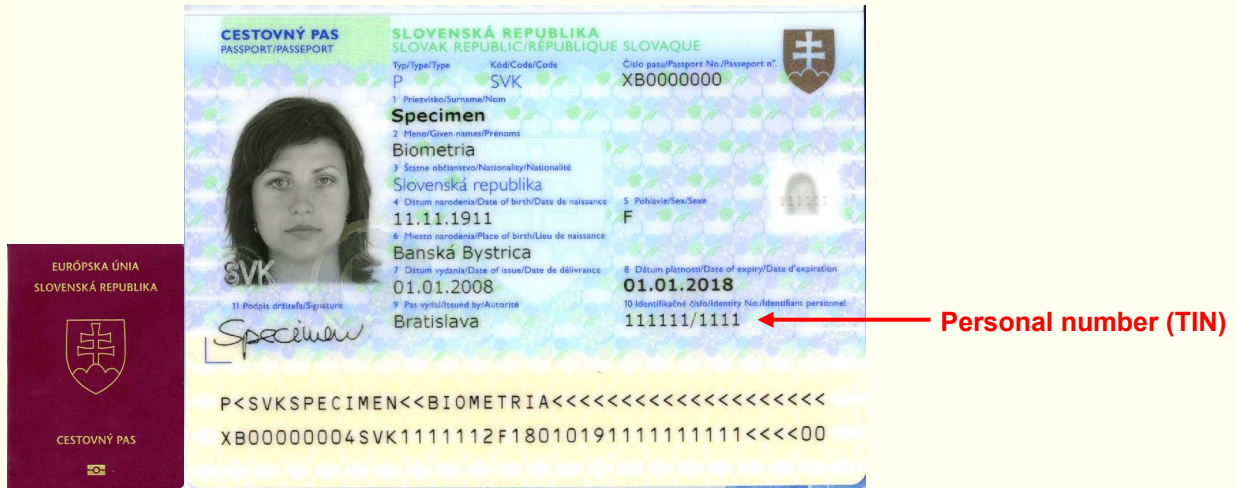 CESTOVNÝ PAS
PASSPORT/PASSEPORT
SLOVENSKÁ REPUBLIKA
SLOVAK REPUBLIC/RÉPUBLIQUE SLOVAQUE
Typ/Type/Type Kód/Code/Code Číslo pasu/Passport No./Passeport n°.
P SVK XB0000000
1 Priezvisko/Surname/Nom
Specimen
2 Meno/Given names/Prénoms
Biometria
3 Štátne občianstvo/Nationality/Nationalité
Slovenská republika
4 Dátum narodenia/Date of birth/Date de naissance 5 Pohlavie/Sex/Sexe
11.11.1911 F
6 Miesto narodenia/Place of birth/Lieu de naissance
Banská Bystrica
7 Dátum vydania/Date of issue/Date de délivrance 8 Dátum platnosti/Date of expiry/Date d'expiration
01.01.2008 01.01.2018
9 Pas vydal/Issued by/Autorité 10 Identifikačné číslo/Identity No./Identifiant personnel
Bratislava 111111/1111
SVK
11 Podpis držiteľa/Signature
Specimen
P<SVKSPECIMEN<<BIOMETRIA<<<<<<<<<<<<<<<<<<<<
XB00000004SVK1111112F18010191111111111<<<<00
EURÓPSKA ÚNIA
SLOVENSKÁ REPUBLIKA
CESTOVNÝ PAS
Personal number (TIN)